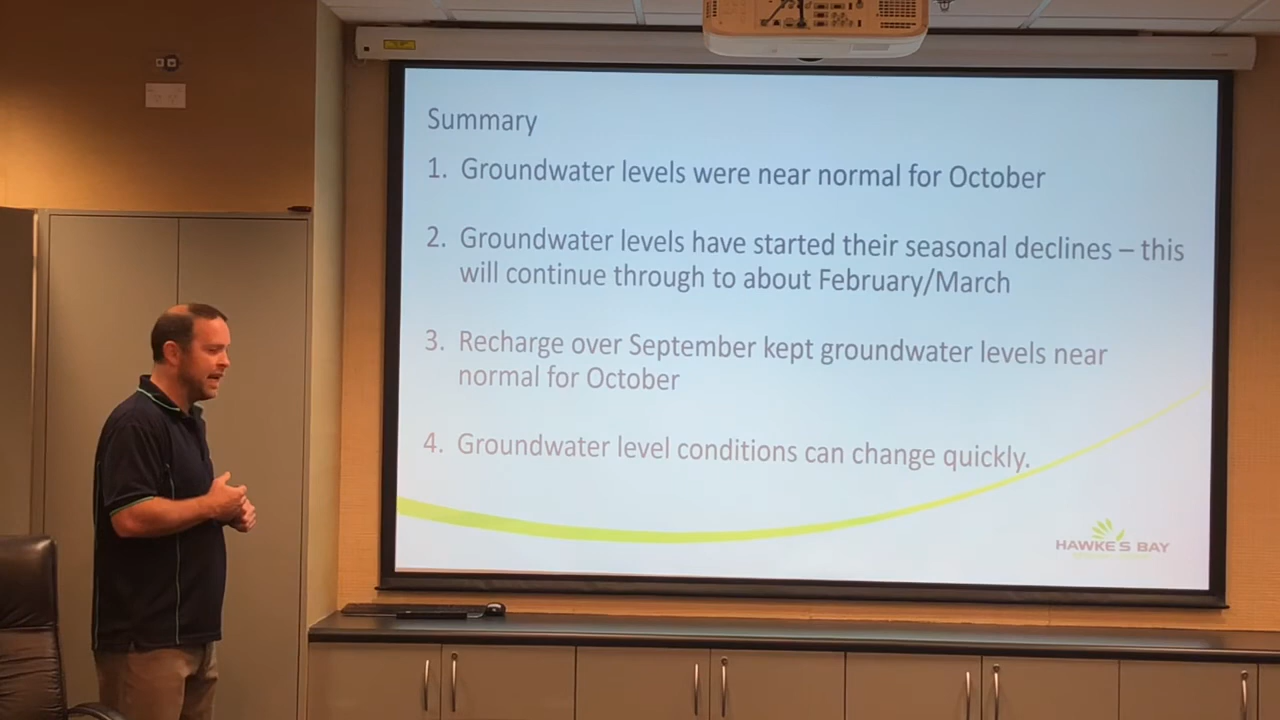 Summary
1. Groundwater levels were near normal for October
2. Groundwater levels have started their seasonal declines – this
will continue through to about February/March
3. Recharge over September kept groundwater levels near
normal for October
4. Groundwater level conditions can change quickly.
HAWKE'S BAY